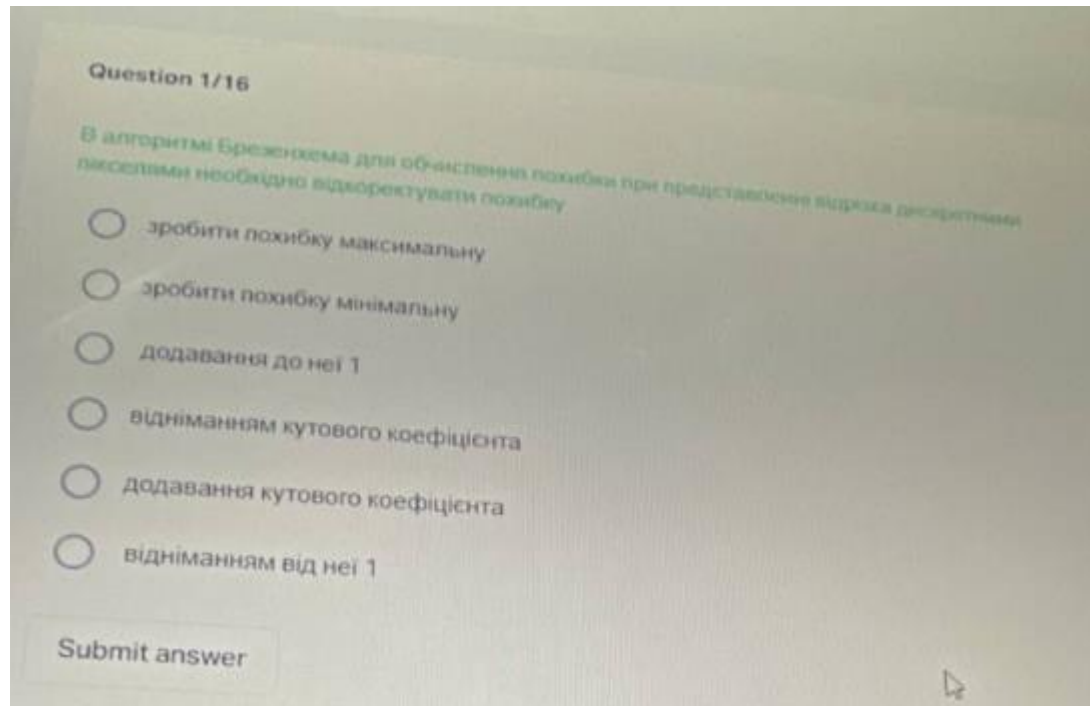 Question 1/16
В алгоритмі Брезенхема для обчислення похибки при представленні відрізка дискретними
пікселями необхідно відкоректувати похибку
зробити похибку максимальну
зробити похибку мінімальну
додавання до неї 1
відніманням кутового коефіцієнта
додавання кутового коефіцієнта
відніманням від неї 1
Submit answer